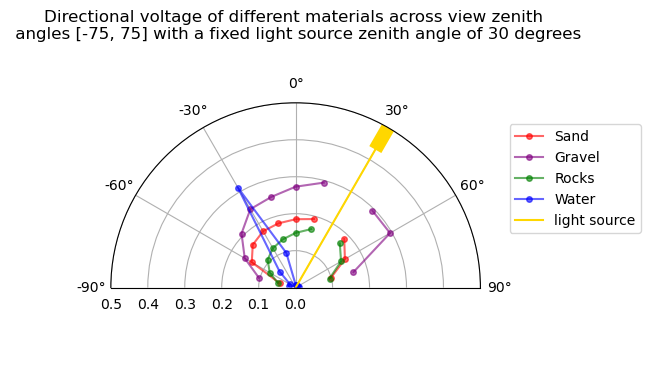 Directional voltage of different materials across view zenith
angles [-75, 75] with a fixed light source zenith angle of 30 degrees
0°
-30°
30°
-60°
60°
-90°
90°
0.5 0.4 0.3 0.2 0.1 0.0
Sand
Gravel
Rocks
Water
light source